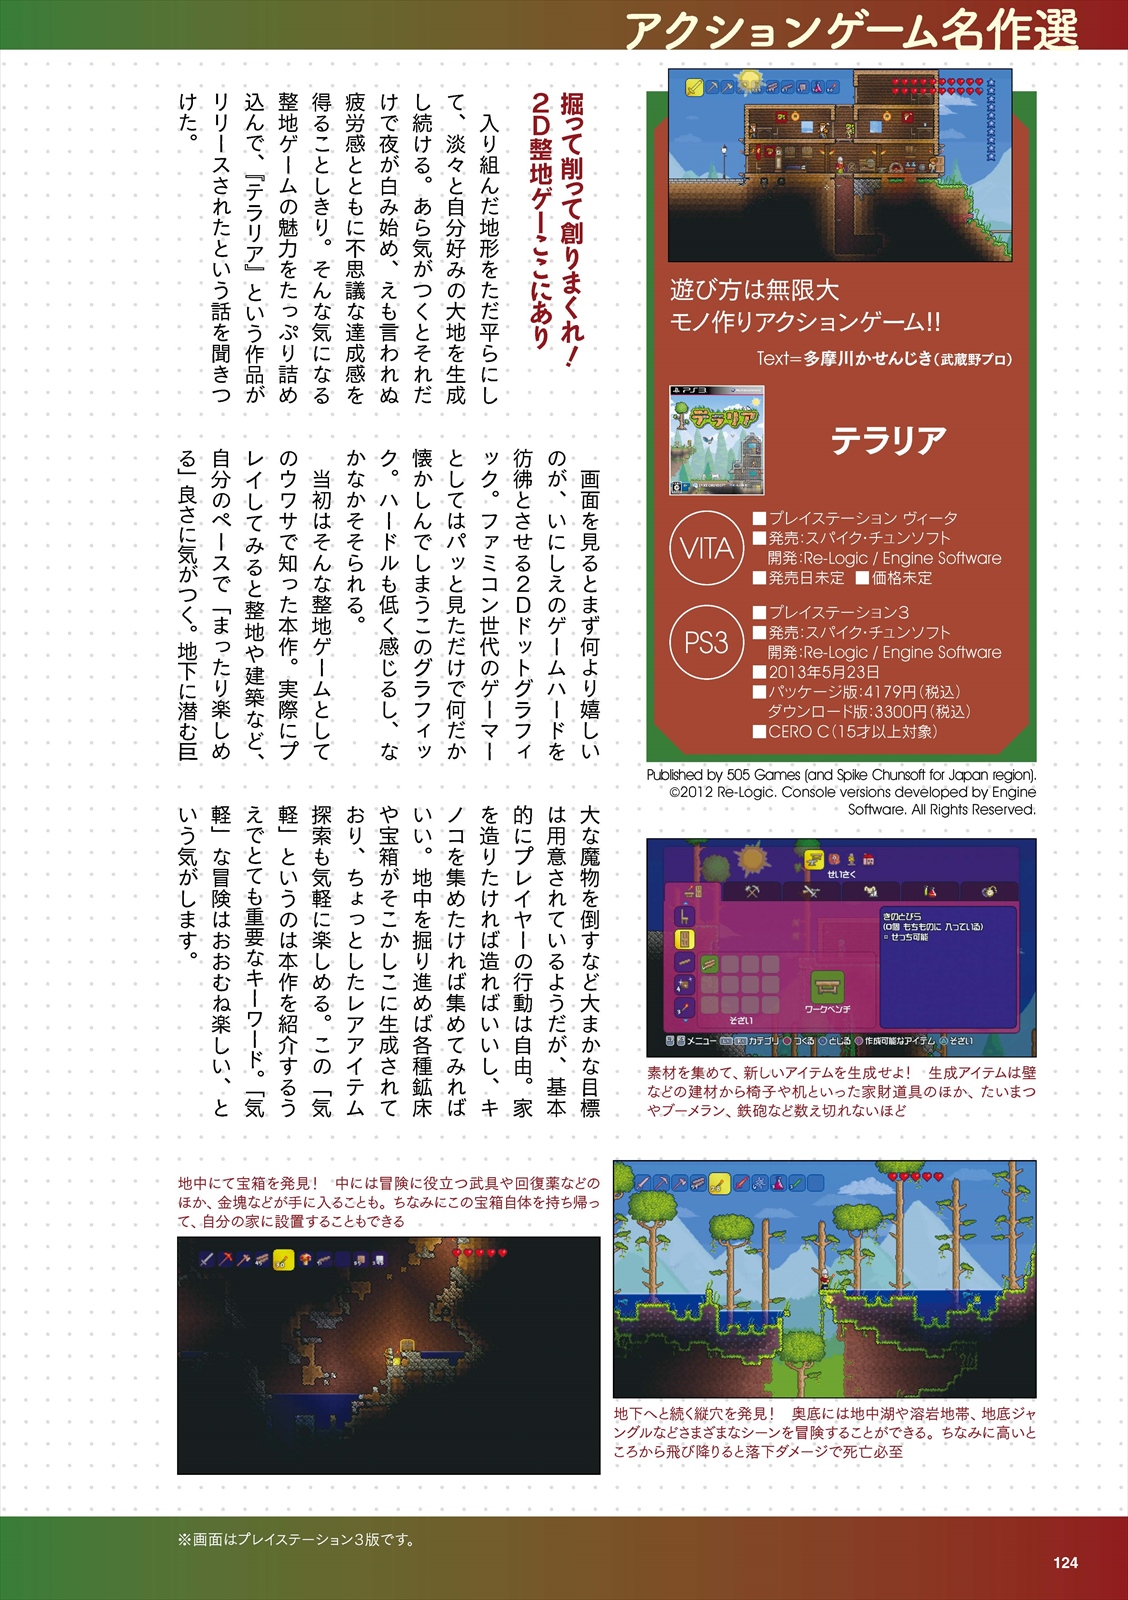 アクションゲーム名作選
遊び方は無限大
モノ作りアクションゲーム!!
Text=多摩川かせんじき(武蔵野プロ)
PS3
テラリア
テラリア
VITA
■プレイステーション ヴィータ
■発売:スパイク・チュンソフト
開発:Re-Logic / Engine Software
■発売日未定 ■価格未定
PS3
■プレイステーション3
■発売:スパイク・チュンソフト
開発:Re-Logic / Engine Software
■2013年5月23日
■パッケージ版:4179円(税込)
ダウンロード版:3300円(税込)
■CERO C(15才以上対象)
Published by 505 Games (and Spike Chunsoft for Japan region).
©2012 Re-Logic. Console versions developed by Engine
Software. All Rights Reserved.
掘って削って創りまくれ!
2D整地ゲーここにあり
入り組んだ地形をただ平らにし
て、淡々と自分好みの大地を生成
し続ける。あら気がつくとそれだ
けで夜が白み始め、えも言われぬ
疲労感とともに不思議な達成感を
得ることしきり。そんな気になる
整地ゲームの魅力をたっぷり詰め
込んで、『テラリア』という作品が
リリースされたという話を聞きつ
けた。
画面を見るとまず何より嬉しい
のが、いにしえのゲームハードを
彷彿とさせる2Dドットグラフィ
ック。ファミコン世代のゲーマー
としてはパッと見ただけで何だか
懐かしんでしまうこのグラフィッ
ク。ハードルも低く感じるし、な
かなかそそられる。
当初はそんな整地ゲームとして
のウワサで知った本作。実際にプ
レイしてみると整地や建築など、
自分のペースで「まったり楽しめ
る」良さに気がつく。地下に潜む巨
大な魔物を倒すなど大まかな目標
は用意されているようだが、基本
的にプレイヤーの行動は自由。家
を造りたければ造ればいいし、キ
ノコを集めたければ集めてみれば
いい。地中を掘り進めば各種鉱床
や宝箱がそこかしこに生成されて
おり、ちょっとしたレアアイテム
探索も気軽に楽しめる。この「気
軽」というのは本作を紹介するう
えでとても重要なキーワード。「気
軽」な冒険はおおむね楽しい、と
いう気がします。
せいさく
きのとびら
(0個 もちものに 入っている)
せっち可能
ワークベンチ
そざい
メニュー カテゴリ つくる とじる 作成可能なアイテム そざい
素材を集めて、新しいアイテムを生成せよ! 生成アイテムは壁
などの建材から椅子や机といった家財道具のほか、たいまつ
やブーメラン、鉄砲など数え切れないほど
地中にて宝箱を発見! 中には冒険に役立つ武具や回復薬などの
ほか、金塊などが手に入ることも。ちなみにこの宝箱自体を持ち帰っ
て、自分の家に設置することもできる
地下へと続く縦穴を発見! 奥底には地中湖や溶岩地帯、地底ジャ
ングルなどさまざまなシーンを冒険することができる。ちなみに高いと
ころから飛び降りると落下ダメージで死亡必至
※画面はプレイステーション3版です。
124